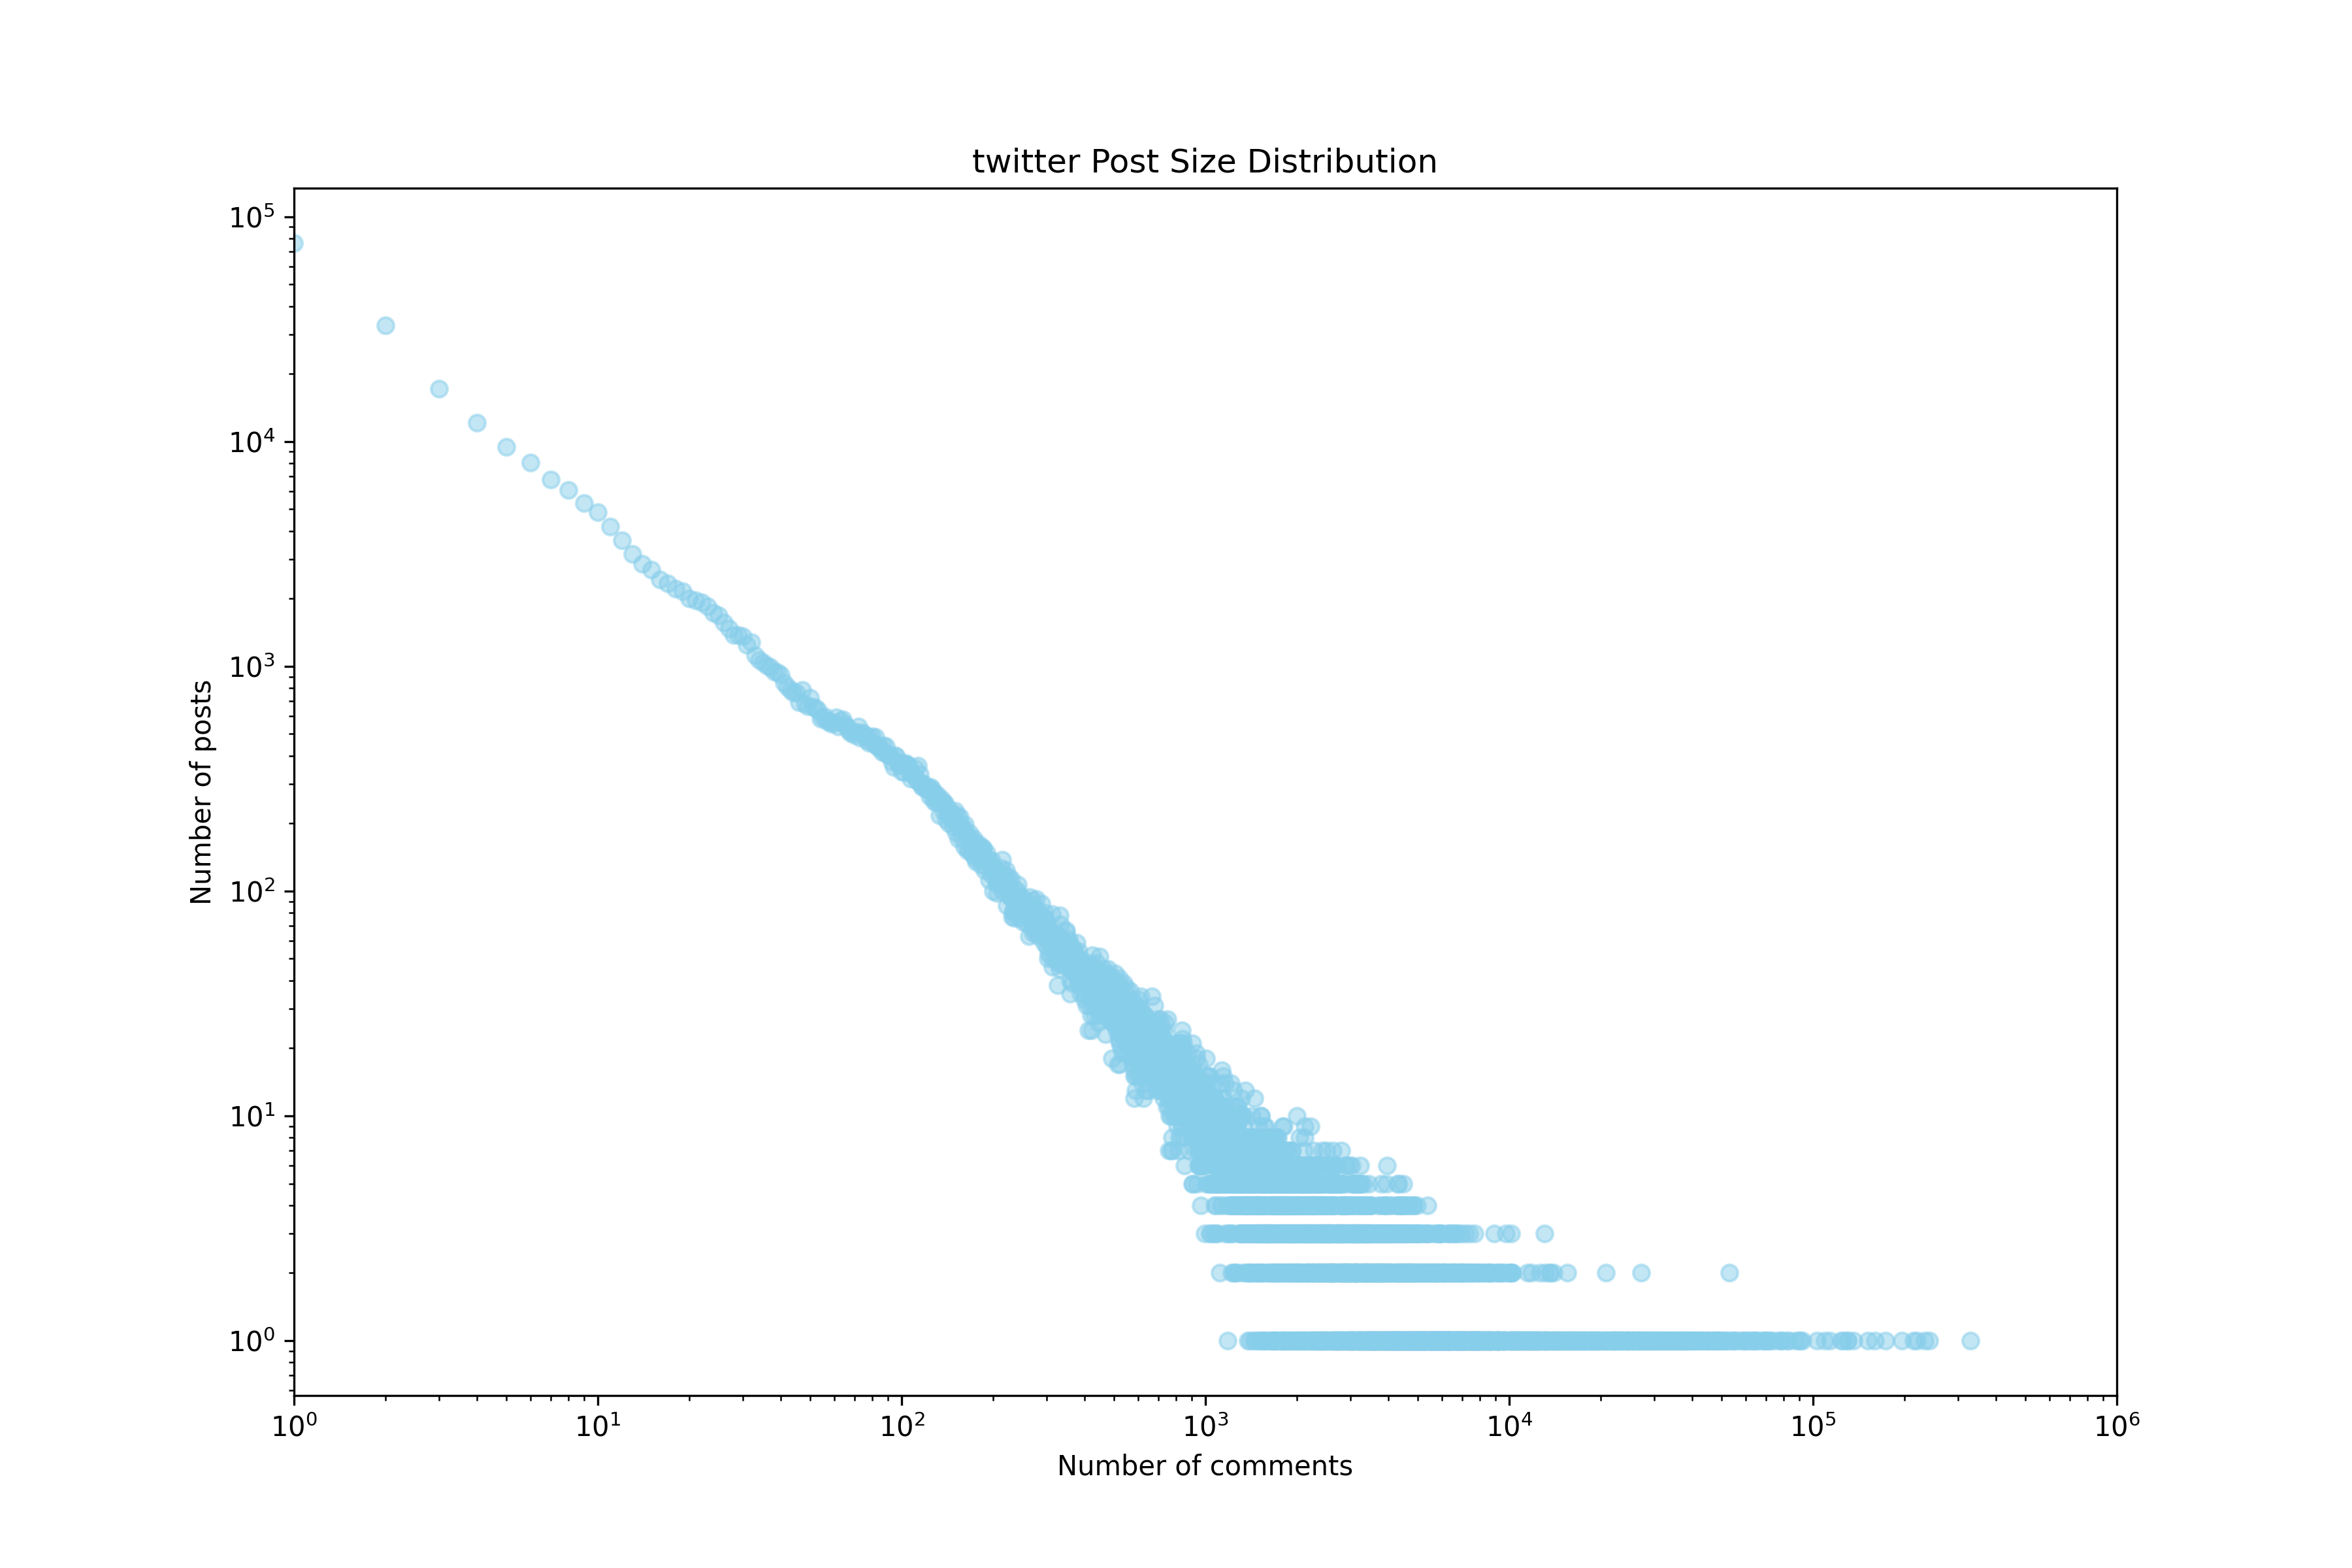 twitter Post Size Distribution
10⁵
10⁴
10³
10²
10¹
10⁰
Number of posts
10⁰ 10¹ 10² 10³ 10⁴ 10⁵ 10⁶
Number of comments